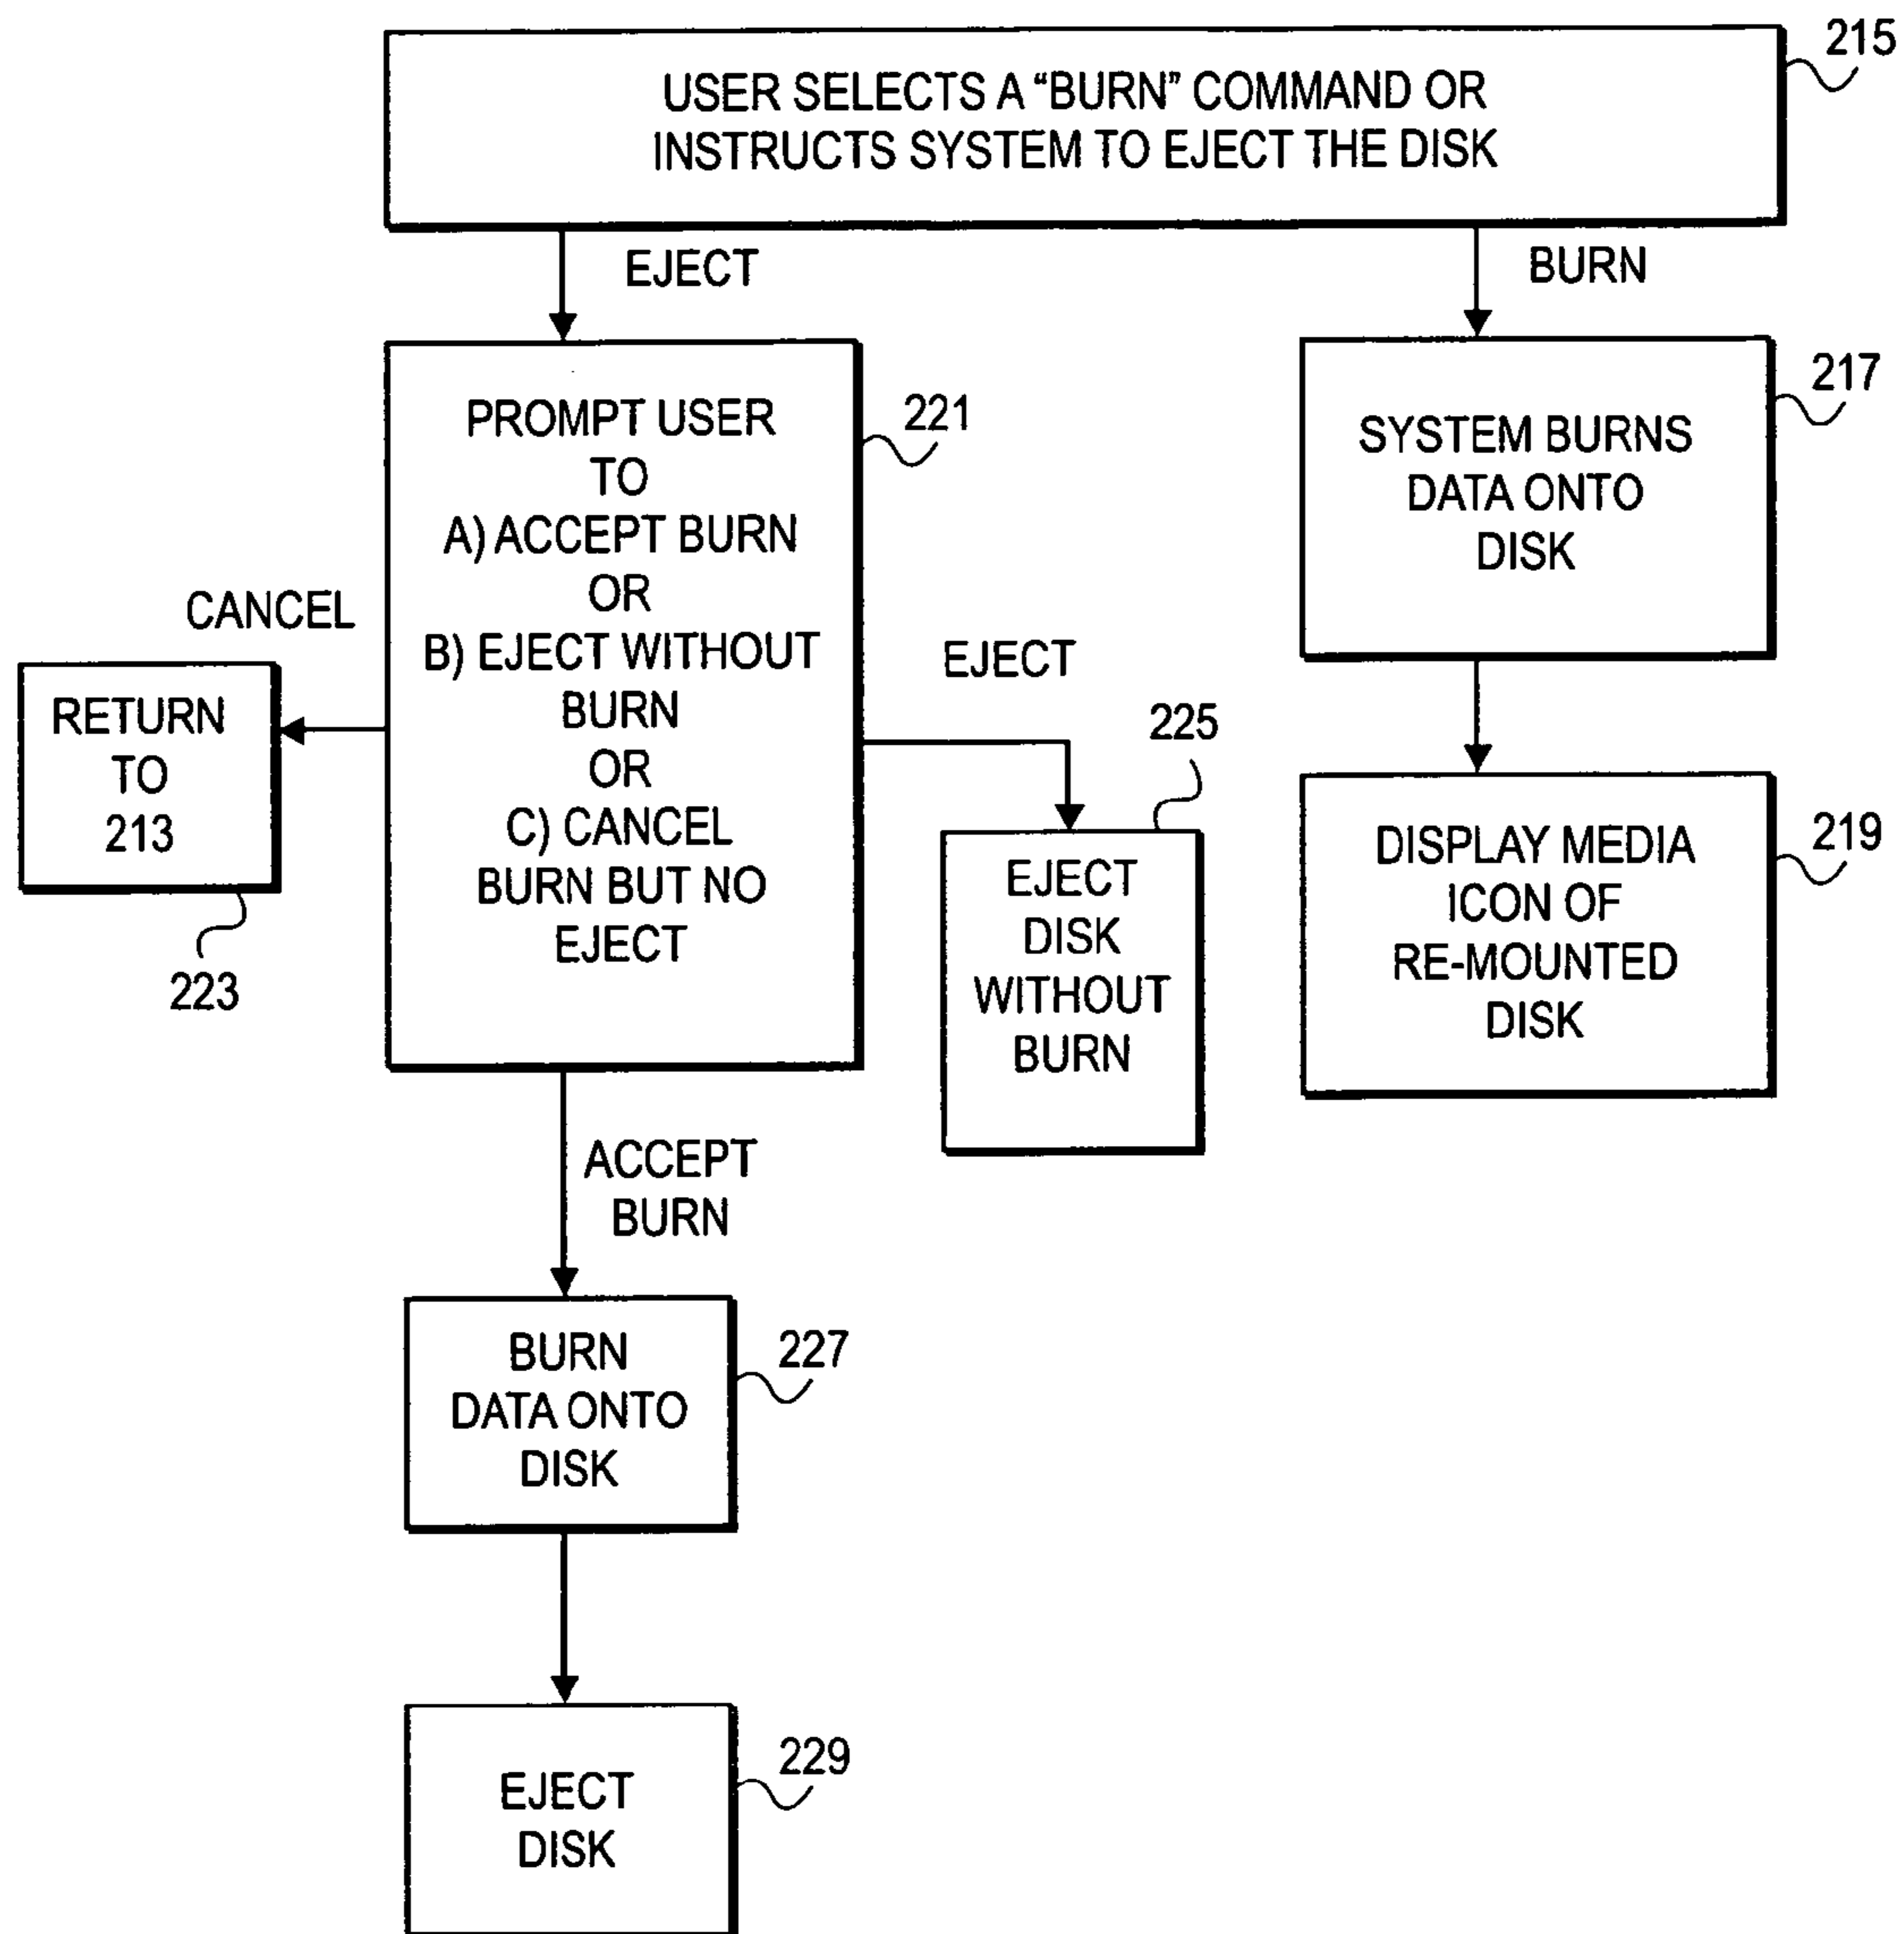 215
USER SELECTS A “BURN” COMMAND OR
INSTRUCTS SYSTEM TO EJECT THE DISK
EJECT
BURN
PROMPT USER
TO
A) ACCEPT BURN
OR
B) EJECT WITHOUT
BURN
OR
C) CANCEL
BURN BUT NO
EJECT
221
CANCEL
RETURN
TO
213
223
EJECT
225
EJECT
DISK
WITHOUT
BURN
217
SYSTEM BURNS
DATA ONTO
DISK
219
DISPLAY MEDIA
ICON OF
RE-MOUNTED
DISK
ACCEPT
BURN
BURN
DATA ONTO
DISK
227
EJECT
DISK
229